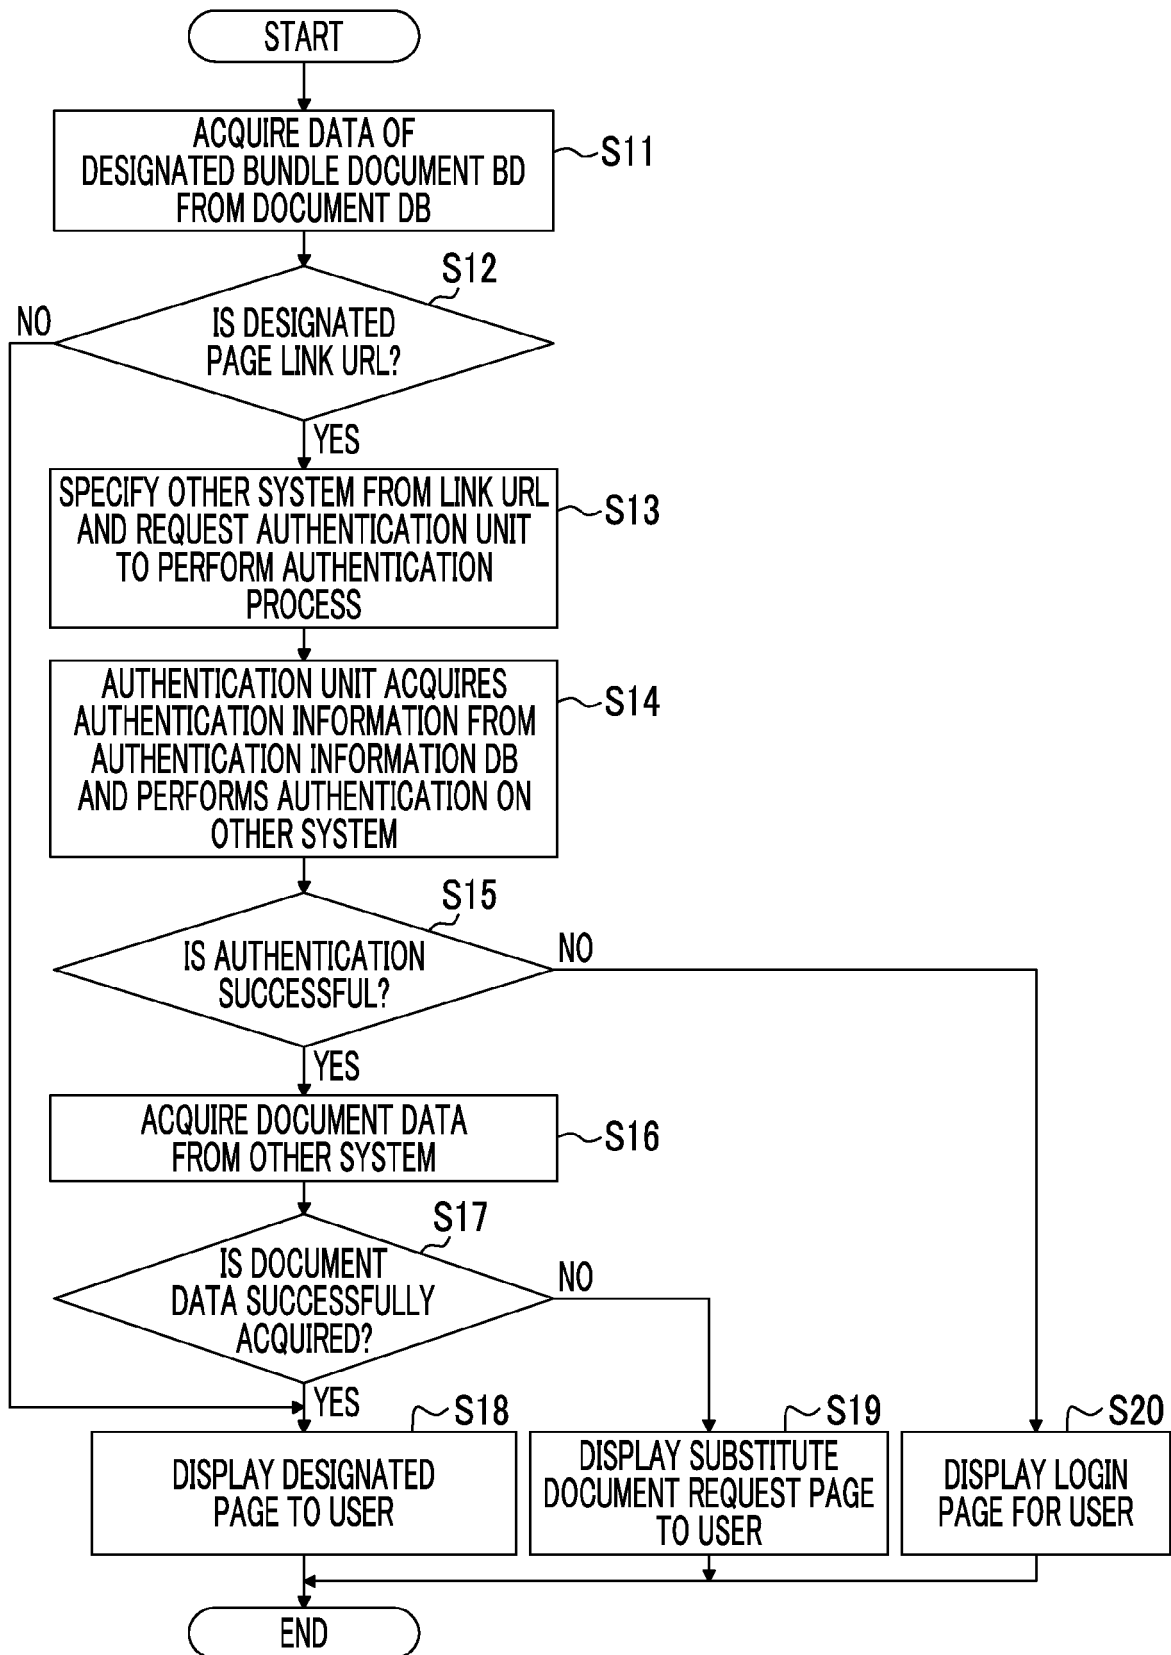 START
ACQUIRE DATA OF
DESIGNATED BUNDLE DOCUMENT BD
FROM DOCUMENT DB
S11
S12
IS DESIGNATED
PAGE LINK URL?
NO
YES
SPECIFY OTHER SYSTEM FROM LINK URL
AND REQUEST AUTHENTICATION UNIT
TO PERFORM AUTHENTICATION
PROCESS
S13
AUTHENTICATION UNIT ACQUIRES
AUTHENTICATION INFORMATION FROM
AUTHENTICATION INFORMATION DB
AND PERFORMS AUTHENTICATION ON
OTHER SYSTEM
S14
S15
IS AUTHENTICATION
SUCCESSFUL?
NO
YES
ACQUIRE DOCUMENT DATA
FROM OTHER SYSTEM
S16
S17
IS DOCUMENT
DATA SUCCESSFULLY
ACQUIRED?
NO
YES
S18
DISPLAY DESIGNATED
PAGE TO USER
S19
DISPLAY SUBSTITUTE
DOCUMENT REQUEST PAGE
TO USER
S20
DISPLAY LOGIN
PAGE FOR USER
END